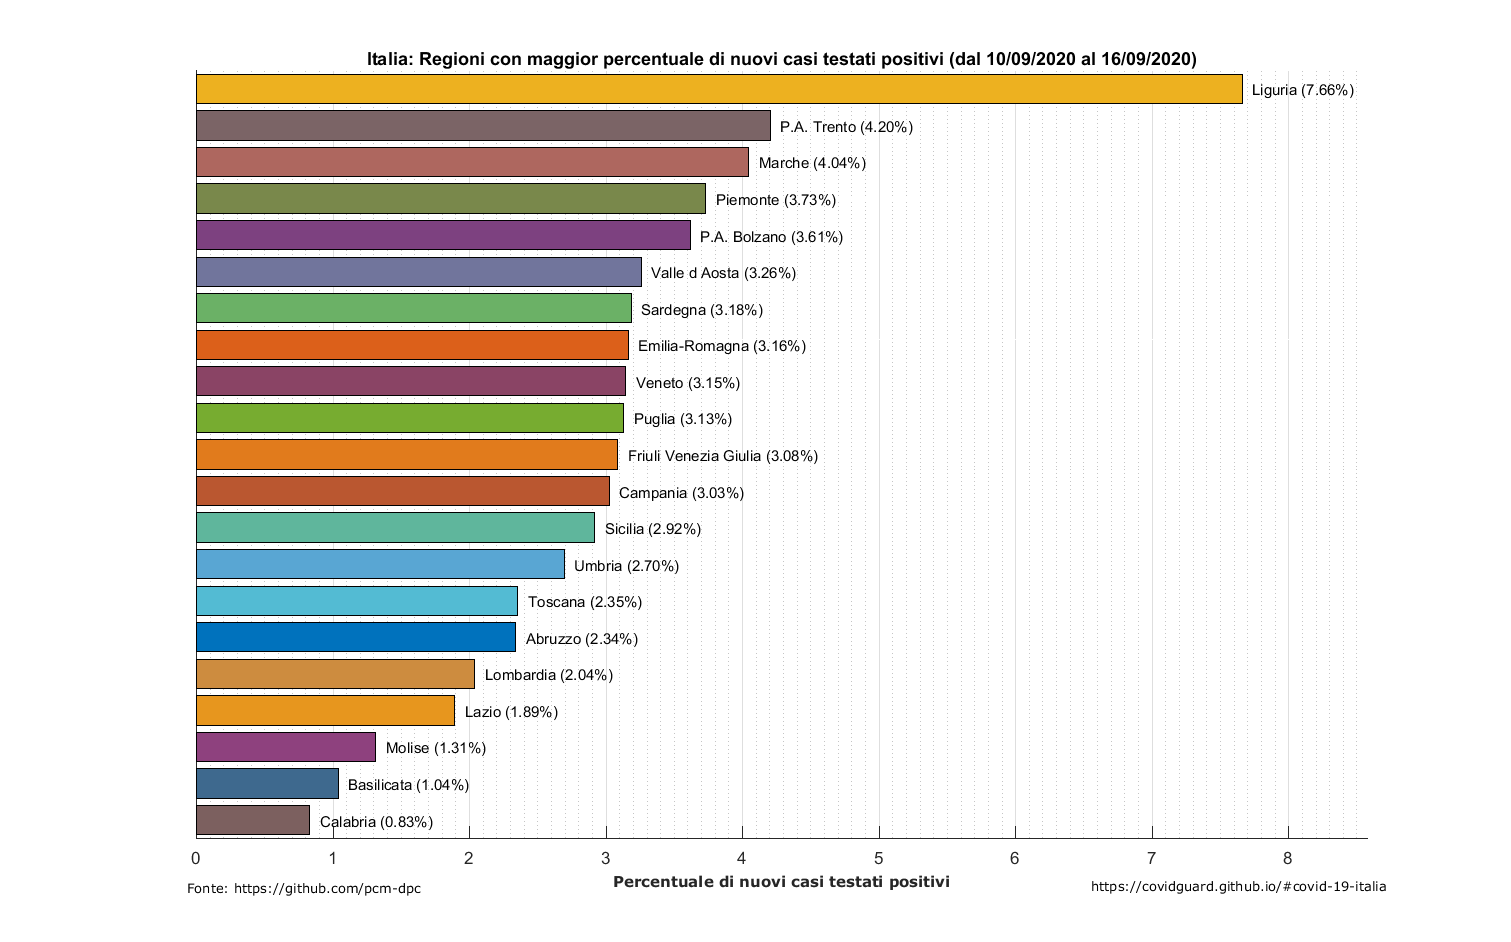 Italia: Regioni con maggior percentuale di nuovi casi testati positivi (dal 10/09/2020 al 16/09/2020)
Liguria (7.66%)
P.A. Trento (4.20%)
Marche (4.04%)
Piemonte (3.73%)
P.A. Bolzano (3.61%)
Valle d Aosta (3.26%)
Sardegna (3.18%)
Emilia-Romagna (3.16%)
Veneto (3.15%)
Puglia (3.13%)
Friuli Venezia Giulia (3.08%)
Campania (3.03%)
Sicilia (2.92%)
Umbria (2.70%)
Toscana (2.35%)
Abruzzo (2.34%)
Lombardia (2.04%)
Lazio (1.89%)
Molise (1.31%)
Basilicata (1.04%)
Calabria (0.83%)
0 1 2 3 4 5 6 7 8
Percentuale di nuovi casi testati positivi
Fonte: https://github.com/pcm-dpc
https://covidguard.github.io/#covid-19-italia